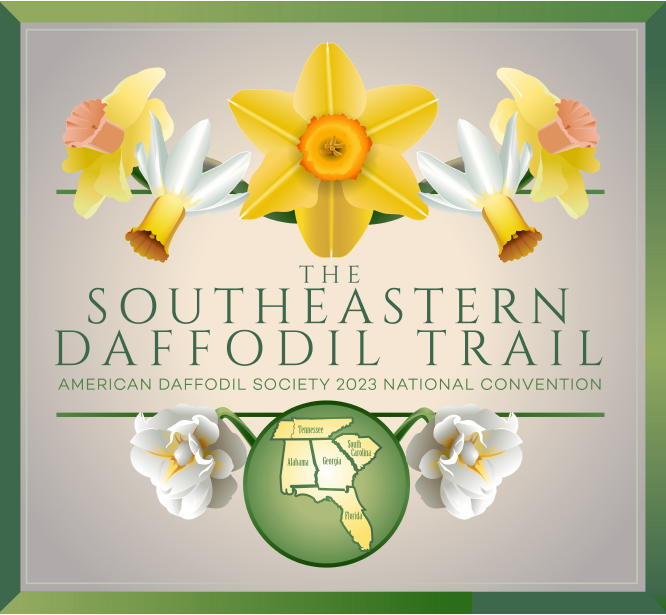 THE
SOUTHEASTERN
DAFFODIL TRAIL
AMERICAN DAFFODIL SOCIETY 2023 NATIONAL CONVENTION
Tennessee
South
Carolina
Alabama
Georgia
Florida